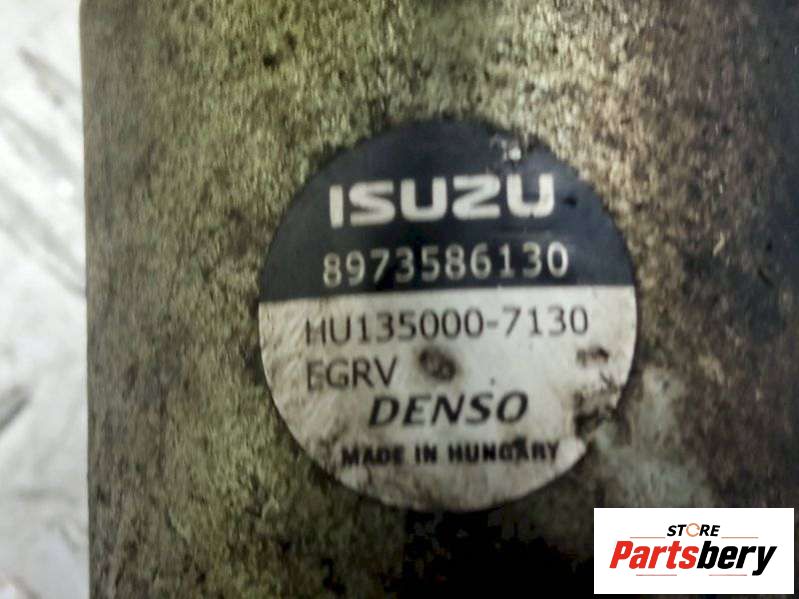 ISUZU
8973586130
HU135000-7130
EGRV
DENSO
MADE IN HUNGARY
STORE
Partsbery